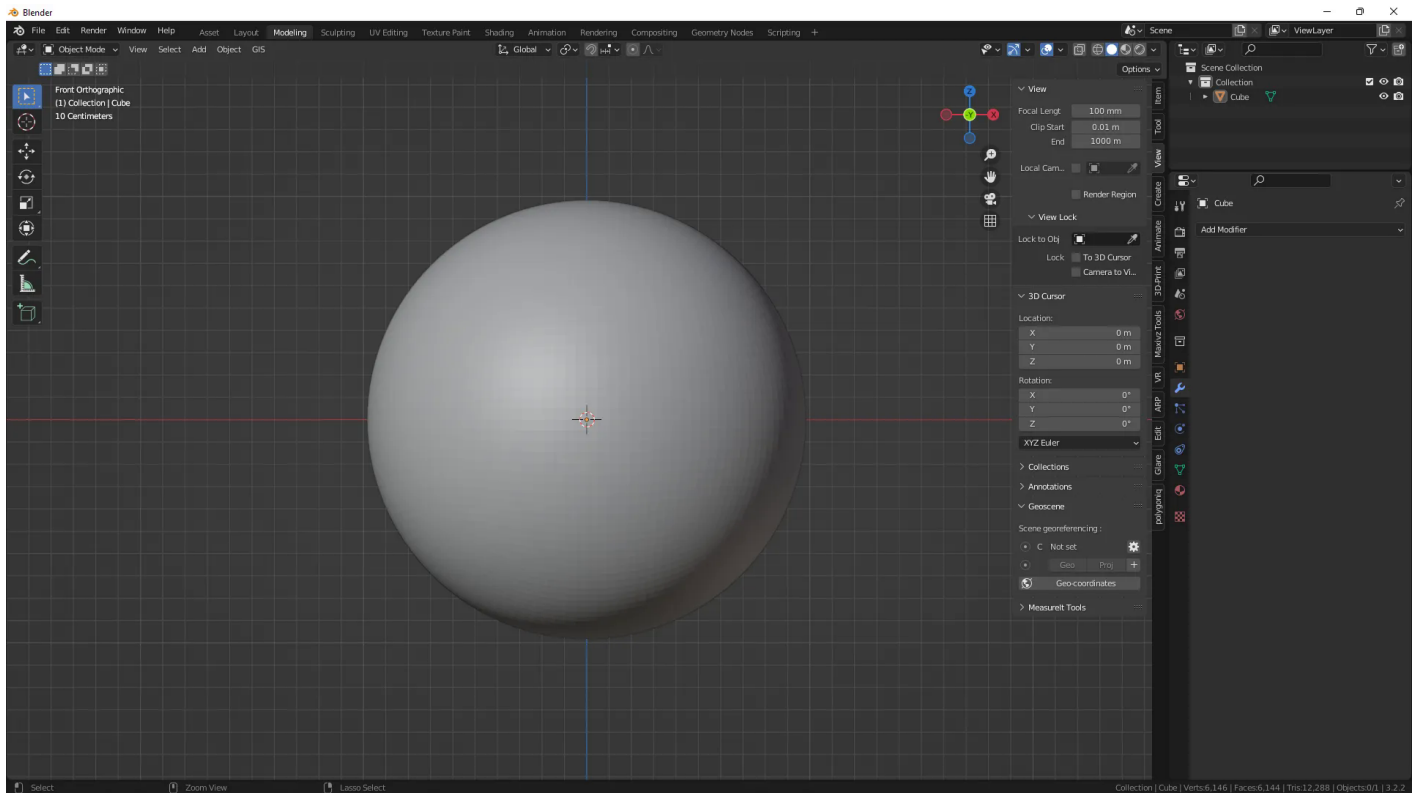 Blender
File Edit Render Window Help Asset Layout Modeling Sculpting UV Editing Texture Paint Shading Animation Rendering Compositing Geometry Nodes Scripting + Scene ViewLayer
Object Mode View Select Add Object GIS Global
Options
Front Orthographic
(1) Collection | Cube
10 Centimeters
Z
-Y X
View
Focal Lengt 100 mm
Clip Start 0.01 m
End 1000 m
Local Cam...
Render Region
View Lock
Lock to Obj
Lock To 3D Cursor
Camera to Vi...
3D Cursor
Location:
X 0 m
Y 0 m
Z 0 m
Rotation:
X 0°
Y 0°
Z 0°
XYZ Euler
Collections
Annotations
Geoscene
Scene georeferencing :
C Not set
Geo Proj +
Geo-coordinates
MeasureIt Tools
Item
Tool
View
Create
Animate
3D-Print
Maxivz Tools
VR
ARP
Edit
Glare
polygoniq
Scene Collection
Collection
Cube
Cube
Add Modifier
Select Zoom View Lasso Select Collection | Cube | Verts:6,146 | Faces:6,144 | Tris:12,288 | Objects:0/1 | 3.2.2